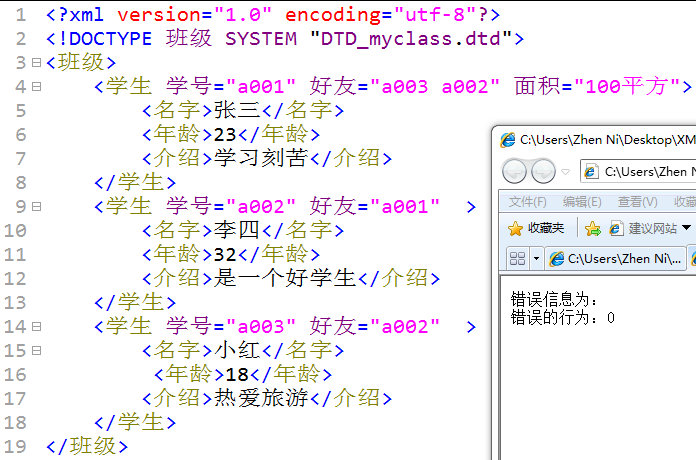 1 <?xml version="1.0" encoding="utf-8"?>
2 <!DOCTYPE 班级 SYSTEM "DTD_myclass.dtd">
3 <班级>
4 <学生 学号="a001" 好友="a003 a002" 面积="100平方">
5 <名字>张三</名字>
6 <年龄>23</年龄>
7 <介绍>学习刻苦</介绍>
8 </学生>
9 <学生 学号="a002" 好友="a001" >
10 <名字>李四</名字>
11 <年龄>32</年龄>
12 <介绍>是一个好学生</介绍>
13 </学生>
14 <学生 学号="a003" 好友="a002" >
15 <名字>小红</名字>
16 <年龄>18</年龄>
17 <介绍>热爱旅游</介绍>
18 </学生>
19 </班级>
C:\Users\Zhen Ni\Desktop\XM
C:\Users\Zhen N
文件(F) 编辑(E) 查看(V) 收藏
收藏夹 建议网站
C:\Users\Zhen Ni\...
错误信息为:
错误的行为:0